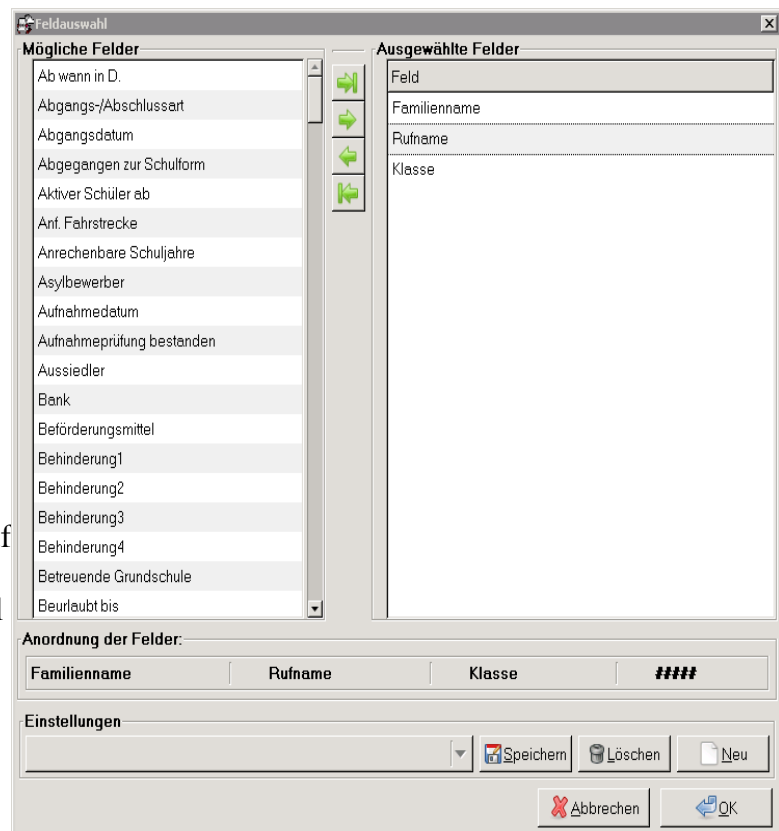 Feldauswahl
Mögliche Felder
Ab wann in D.
Abgangs-/Abschlussart
Abgangsdatum
Abgegangen zur Schulform
Aktiver Schüler ab
Anf. Fahrstrecke
Anrechenbare Schuljahre
Asylbewerber
Aufnahmedatum
Aufnahmeprüfung bestanden
Aussiedler
Bank
Beförderungsmittel
Behinderung1
Behinderung2
Behinderung3
Behinderung4
Betreuende Grundschule
Beurlaubt bis
Ausgewählte Felder
Feld
Familienname
Rufname
Klasse
Anordnung der Felder:
Familienname Rufname Klasse #####
Einstellungen
Speichern Löschen Neu
Abbrechen OK
f